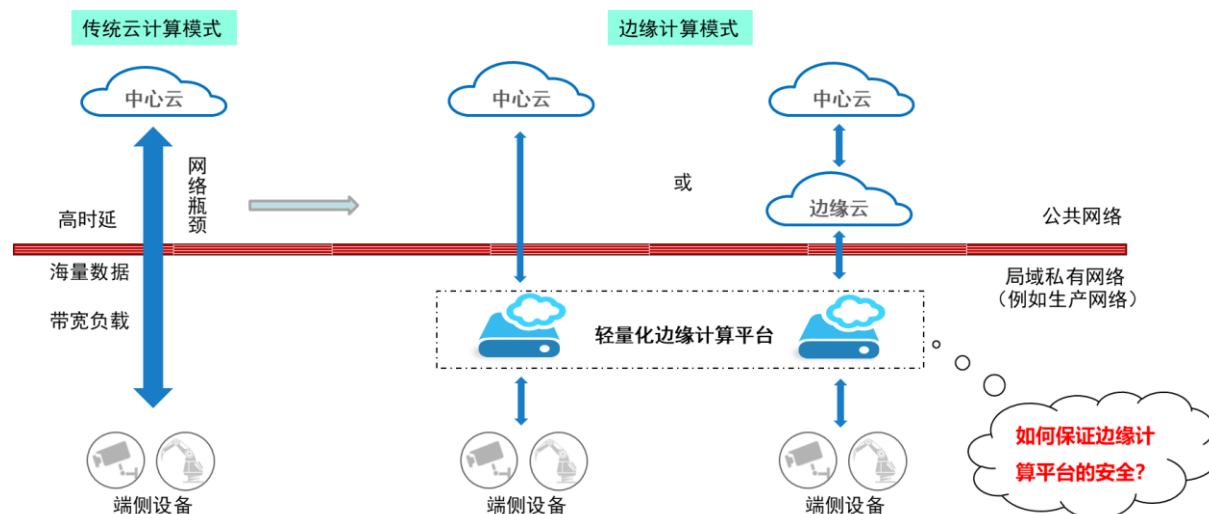 传统云计算模式
边缘计算模式
中心云
中心云
中心云
网络瓶颈
或
边缘云
高时延
公共网络
海量数据
带宽负载
局域私有网络
（例如生产网络）
轻量化边缘计算平台
如何保证边缘计
算平台的安全？
端侧设备
端侧设备
端侧设备